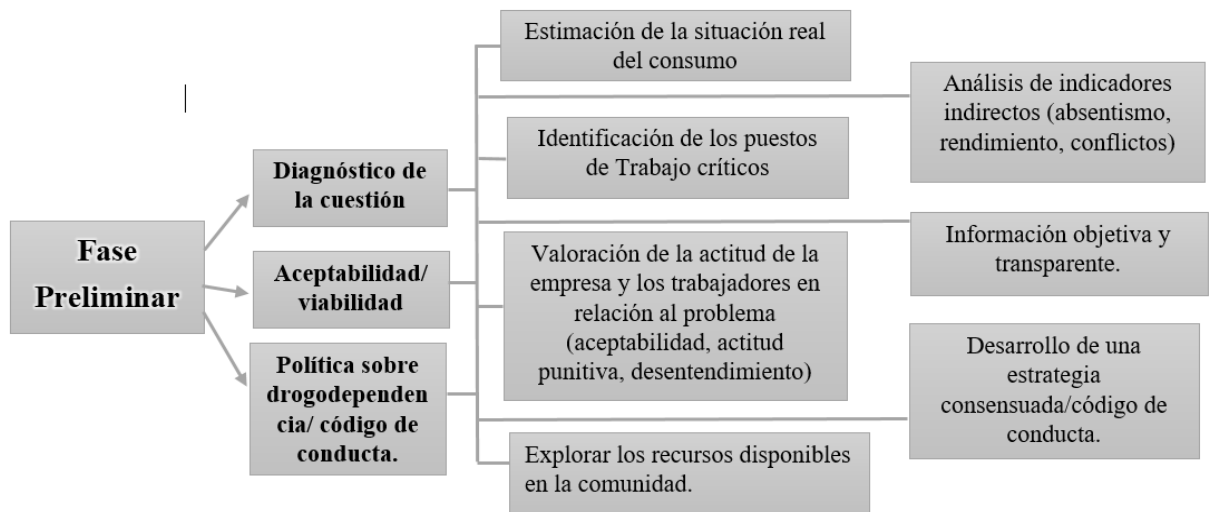 Fase
Preliminar
Diagnóstico de
la cuestión
Aceptabilidad/
viabilidad
Política sobre
drogodependen
cia/ código de
conducta.
Estimación de la situación real
del consumo
Identificación de los puestos
de Trabajo críticos
Valoración de la actitud de la
empresa y los trabajadores en
relación al problema
(aceptabilidad, actitud
punitiva, desentendimiento)
Explorar los recursos disponibles
en la comunidad.
Análisis de indicadores
indirectos (absentismo,
rendimiento, conflictos)
Información objetiva y
transparente.
Desarrollo de una
estrategia
consensuada/código de
conducta.